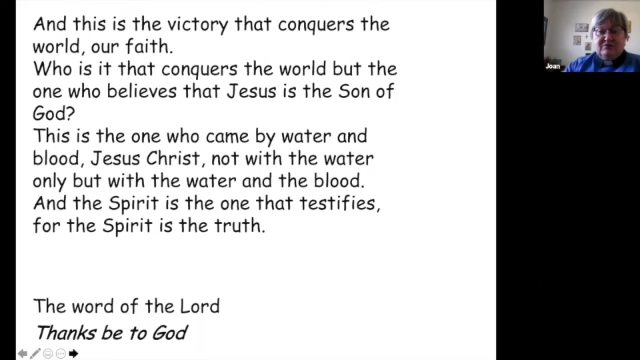 And this is the victory that conquers the
world, our faith.
Who is it that conquers the world but the
one who believes that Jesus is the Son of
God?
This is the one who came by water and
blood, Jesus Christ, not with the water
only but with the water and the blood.
And the Spirit is the one that testifies,
for the Spirit is the truth.
The word of the Lord
Thanks be to God
Joan